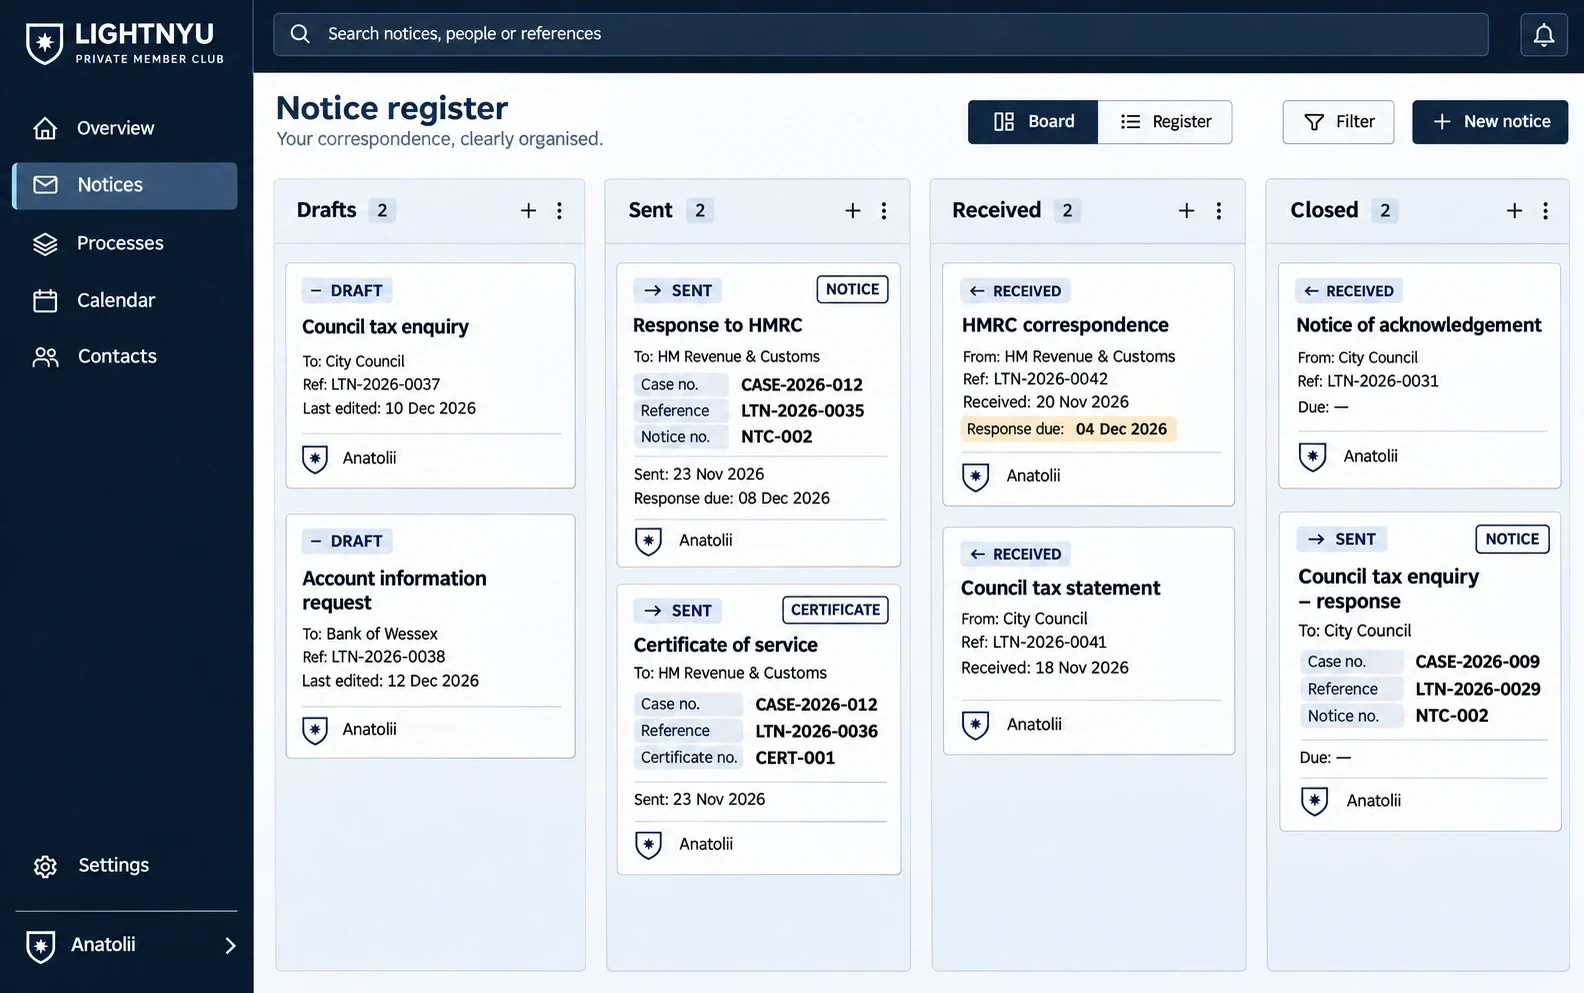 LIGHTNYU
PRIVATE MEMBER CLUB
Search notices, people or references
Overview
Notices
Processes
Calendar
Contacts
Settings
Anatolii
Notice register
Your correspondence, clearly organised.
Board
Register
Filter
+ New notice
Drafts 2
+
DRAFT
Council tax enquiry
To: City Council
Ref: LTN-2026-0037
Last edited: 10 Dec 2026
Anatolii
DRAFT
Account information
request
To: Bank of Wessex
Ref: LTN-2026-0038
Last edited: 12 Dec 2026
Anatolii
Sent 2
+
→ SENT NOTICE
Response to HMRC
To: HM Revenue & Customs
Case no. CASE-2026-012
Reference LTN-2026-0035
Notice no. NTC-002
Sent: 23 Nov 2026
Response due: 08 Dec 2026
Anatolii
→ SENT CERTIFICATE
Certificate of service
To: HM Revenue & Customs
Case no. CASE-2026-012
Reference LTN-2026-0036
Certificate no. CERT-001
Sent: 23 Nov 2026
Anatolii
Received 2
+
← RECEIVED
HMRC correspondence
From: HM Revenue & Customs
Ref: LTN-2026-0042
Received: 20 Nov 2026
Response due: 04 Dec 2026
Anatolii
← RECEIVED
Council tax statement
From: City Council
Ref: LTN-2026-0041
Received: 18 Nov 2026
Anatolii
Closed 2
+
← RECEIVED
Notice of acknowledgement
From: City Council
Ref: LTN-2026-0031
Due: —
Anatolii
→ SENT NOTICE
Council tax enquiry
– response
To: City Council
Case no. CASE-2026-009
Reference LTN-2026-0029
Notice no. NTC-002
Due: —
Anatolii